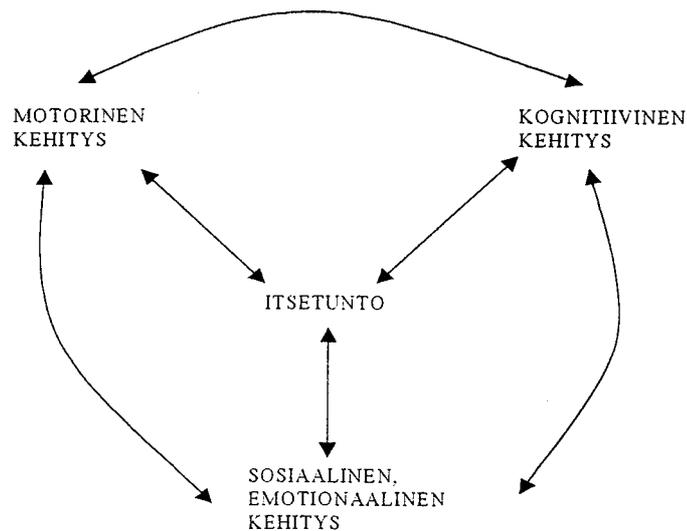 MOTORINEN
KEHITYS
KOGNITIIVINEN
KEHITYS
ITSETUNTO
SOSIAALINEN,
EMOTIONAALINEN
KEHITYS